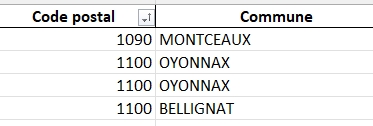 Code postal Commune
1090 MONTCEAUX
1100 OYONNAX
1100 OYONNAX
1100 BELLIGNAT